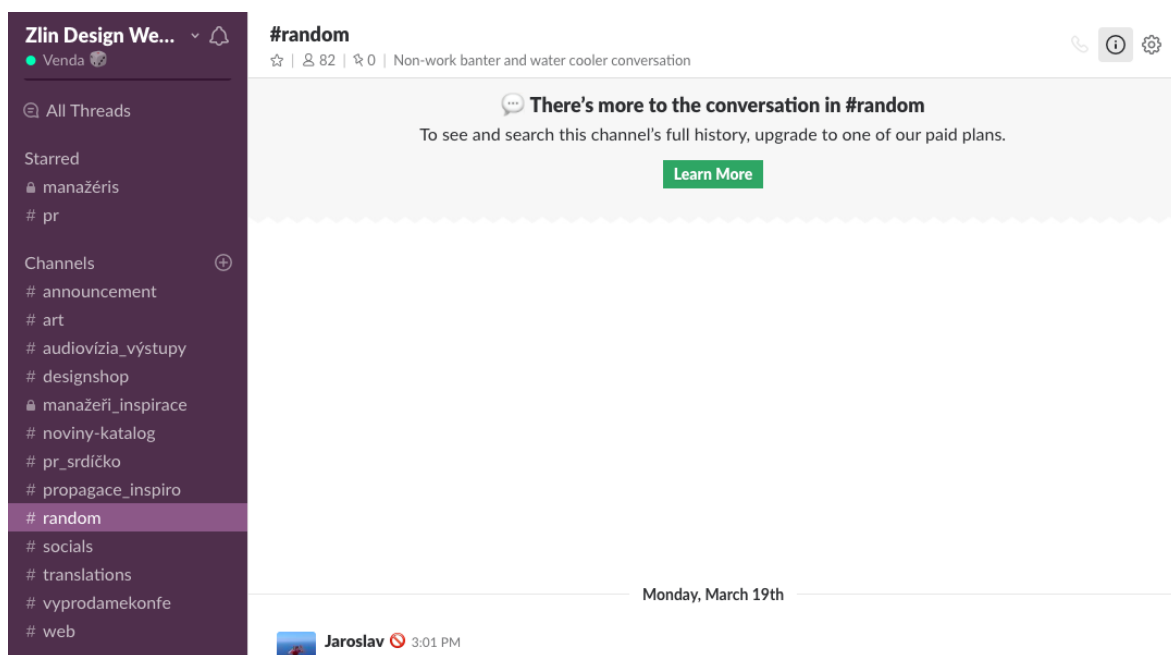 Zlin Design We...
Venda
All Threads
Starred
manažéris
# pr
Channels
# announcement
# art
# audiovízia_výstupy
# designshop
manažeři_inspirace
# noviny-katalog
# pr_srdíčko
# propagace_inspiro
# random
# socials
# translations
# vyprodamekonfe
# web
#random
82 | 0 | Non-work banter and water cooler conversation
There's more to the conversation in #random
To see and search this channel's full history, upgrade to one of our paid plans.
Learn More
Monday, March 19th
Jaroslav 3:01 PM